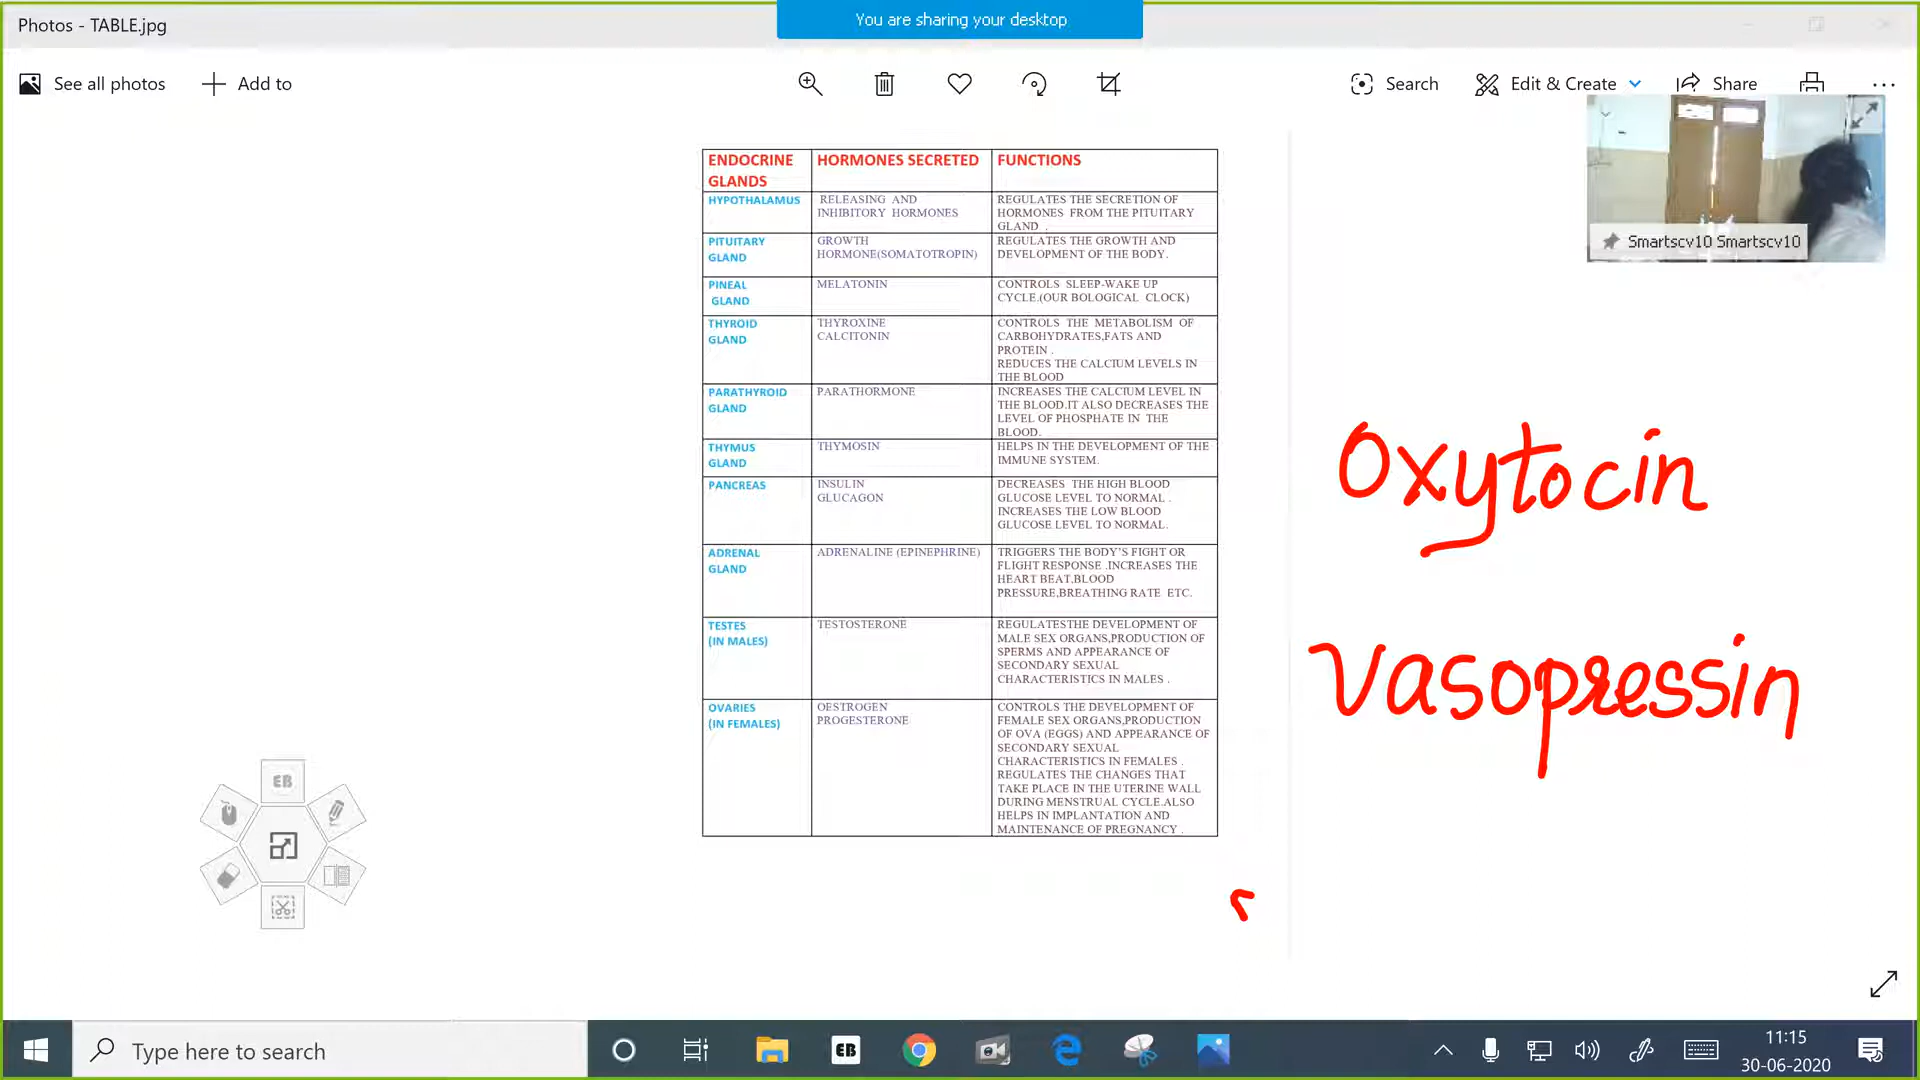 You are sharing your desktop
Photos - TABLE.jpg
See all photos
Add to
Search
Edit & Create
Share
Smartscv10 Smartscv10
ENDOCRINE GLANDS
HORMONES SECRETED
FUNCTIONS
HYPOTHALAMUS
RELEASING AND
INHIBITORY HORMONES
REGULATES THE SECRETION OF
HORMONES FROM THE PITUITARY
GLAND .
PITUITARY
GLAND
GROWTH
HORMONE(SOMATOTROPIN)
REGULATES THE GROWTH AND
DEVELOPMENT OF THE BODY.
PINEAL
GLAND
MELATONIN
CONTROLS SLEEP-WAKE UP
CYCLE.(OUR BOLOGICAL CLOCK)
THYROID
GLAND
THYROXINE
CALCITONIN
CONTROLS THE METABOLISM OF
CARBOHYDRATES,FATS AND
PROTEIN .
REDUCES THE CALCIUM LEVELS IN
THE BLOOD
PARATHYROID
GLAND
PARATHORMONE
INCREASES THE CALCIUM LEVEL IN
THE BLOOD.IT ALSO DECREASES THE
LEVEL OF PHOSPHATE IN THE
BLOOD.
THYMUS
GLAND
THYMOSIN
HELPS IN THE DEVELOPMENT OF THE
IMMUNE SYSTEM.
PANCREAS
INSULIN
GLUCAGON
DECREASES THE HIGH BLOOD
GLUCOSE LEVEL TO NORMAL .
INCREASES THE LOW BLOOD
GLUCOSE LEVEL TO NORMAL.
ADRENAL
GLAND
ADRENALINE (EPINEPHRINE)
TRIGGERS THE BODY'S FIGHT OR
FLIGHT RESPONSE .INCREASES THE
HEART BEAT,BLOOD
PRESSURE,BREATHING RATE ETC.
TESTES
(IN MALES)
TESTOSTERONE
REGULATESTHE DEVELOPMENT OF
MALE SEX ORGANS,PRODUCTION OF
SPERMS AND APPEARANCE OF
SECONDARY SEXUAL
CHARACTERISTICS IN MALES .
OVARIES
(IN FEMALES)
OESTROGEN
PROGESTERONE
CONTROLS THE DEVELOPMENT OF
FEMALE SEX ORGANS,PRODUCTION
OF OVA (EGGS) AND APPEARANCE OF
SECONDARY SEXUAL
CHARACTERISTICS IN FEMALES .
REGULATES THE CHANGES THAT
TAKE PLACE IN THE UTERINE WALL
DURING MENSTRUAL CYCLE.ALSO
HELPS IN IMPLANTATION AND
MAINTENANCE OF PREGNANCY .
Oxytocin
Vasopressin
EB
Type here to search
EB
11:15
30-06-2020